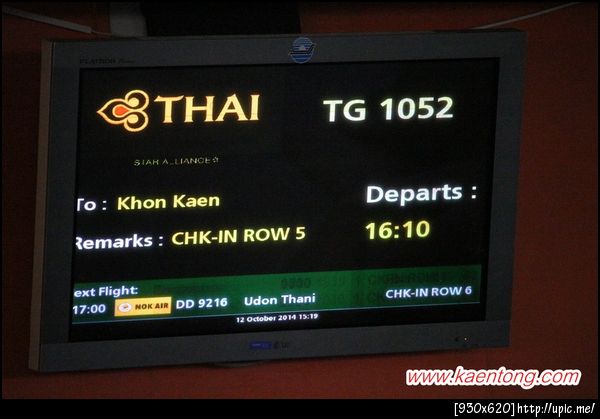 THAI TG 1052
STAR ALLIANCE
To : Khon Kaen Departs :
Remarks : CHK-IN ROW 5 16:10
ext Flight:
17:00 NOK AIR DD 9216 Udon Thani CHK-IN ROW 6
12 October 2014 15:19
www.kaentong.com
[930x620]http://upic.me/